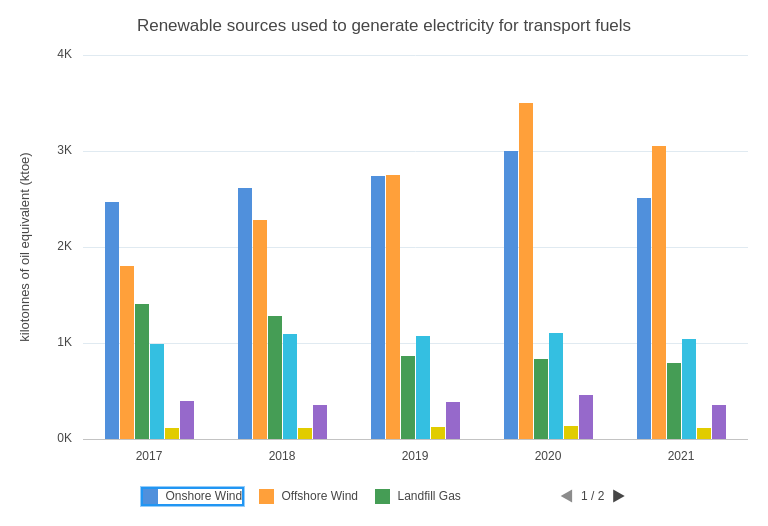 Renewable sources used to generate electricity for transport fuels
kilotonnes of oil equivalent (ktoe)
4K
3K
2K
1K
0K
2017 2018 2019 2020 2021
Onshore Wind Offshore Wind Landfill Gas 1 / 2